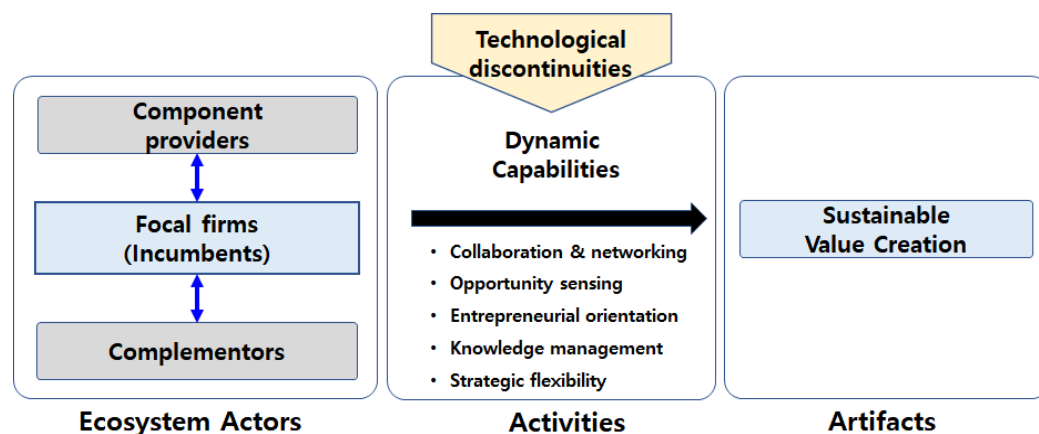 Technological
discontinuities
Component
providers
Focal firms
(Incumbents)
Complementors
Ecosystem Actors
Dynamic
Capabilities
• Collaboration & networking
• Opportunity sensing
• Entrepreneurial orientation
• Knowledge management
• Strategic flexibility
Activities
Sustainable
Value Creation
Artifacts